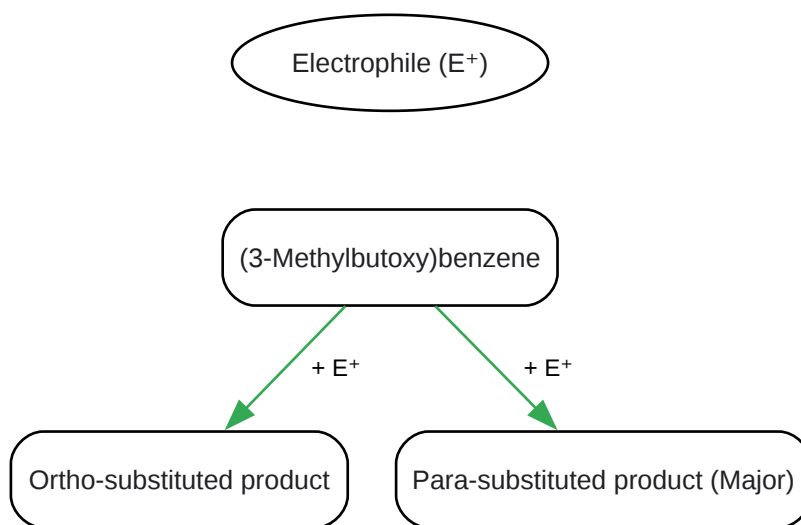 Electrophile (E⁺)
(3-Methylbutoxy)benzene
+ E⁺
+ E⁺
Ortho-substituted product
Para-substituted product (Major)